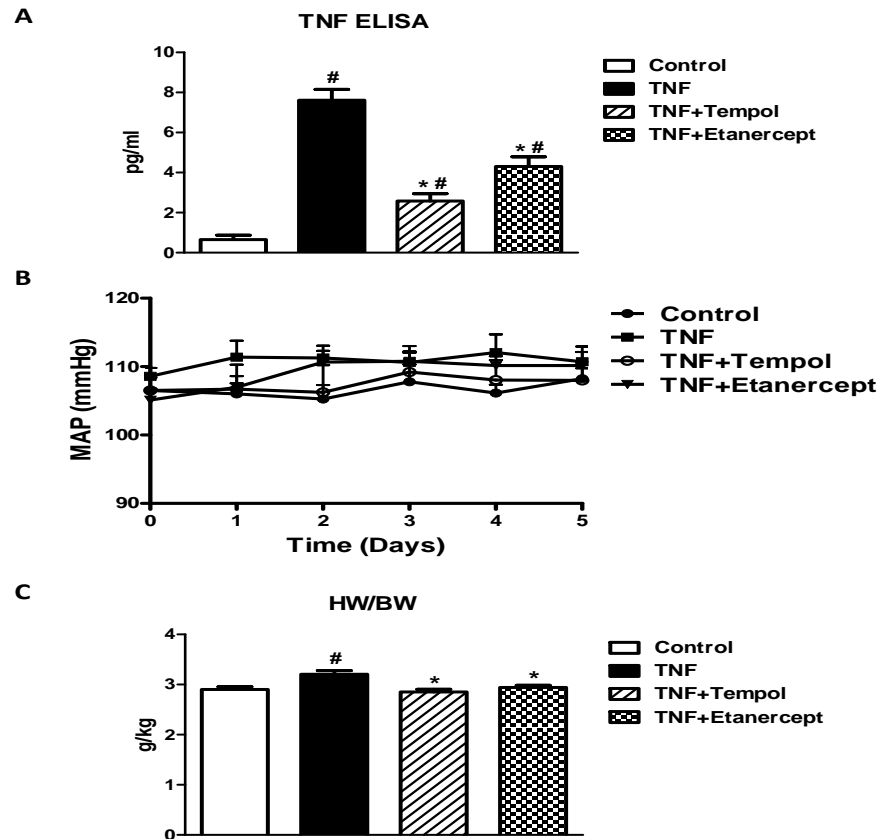 A
TNF ELISA
10
8
6
4
2
0
pg/ml
#
* #
* #
Control
TNF
TNF+Tempol
TNF+Etanercept
B
120
110
100
90
MAP (mmHg)
0 1 2 3 4 5
Time (Days)
Control
TNF
TNF+Tempol
TNF+Etanercept
C
HW/BW
4
3
2
1
0
g/kg
#
*
*
Control
TNF
TNF+Tempol
TNF+Etanercept